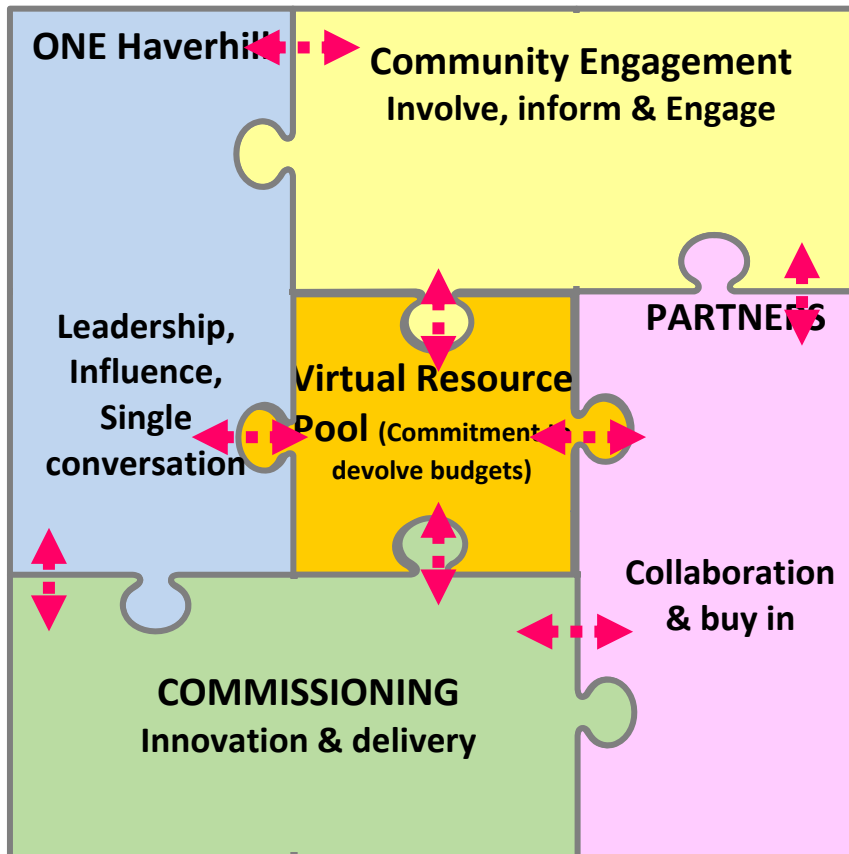 ONE Haverhill
Community Engagement
Involve, inform & Engage
Leadership,
Influence,
Single
conversation
Virtual Resource
Pool (Commitment to
devolve budgets)
PARTNERS
Collaboration
& buy in
COMMISSIONING
Innovation & delivery